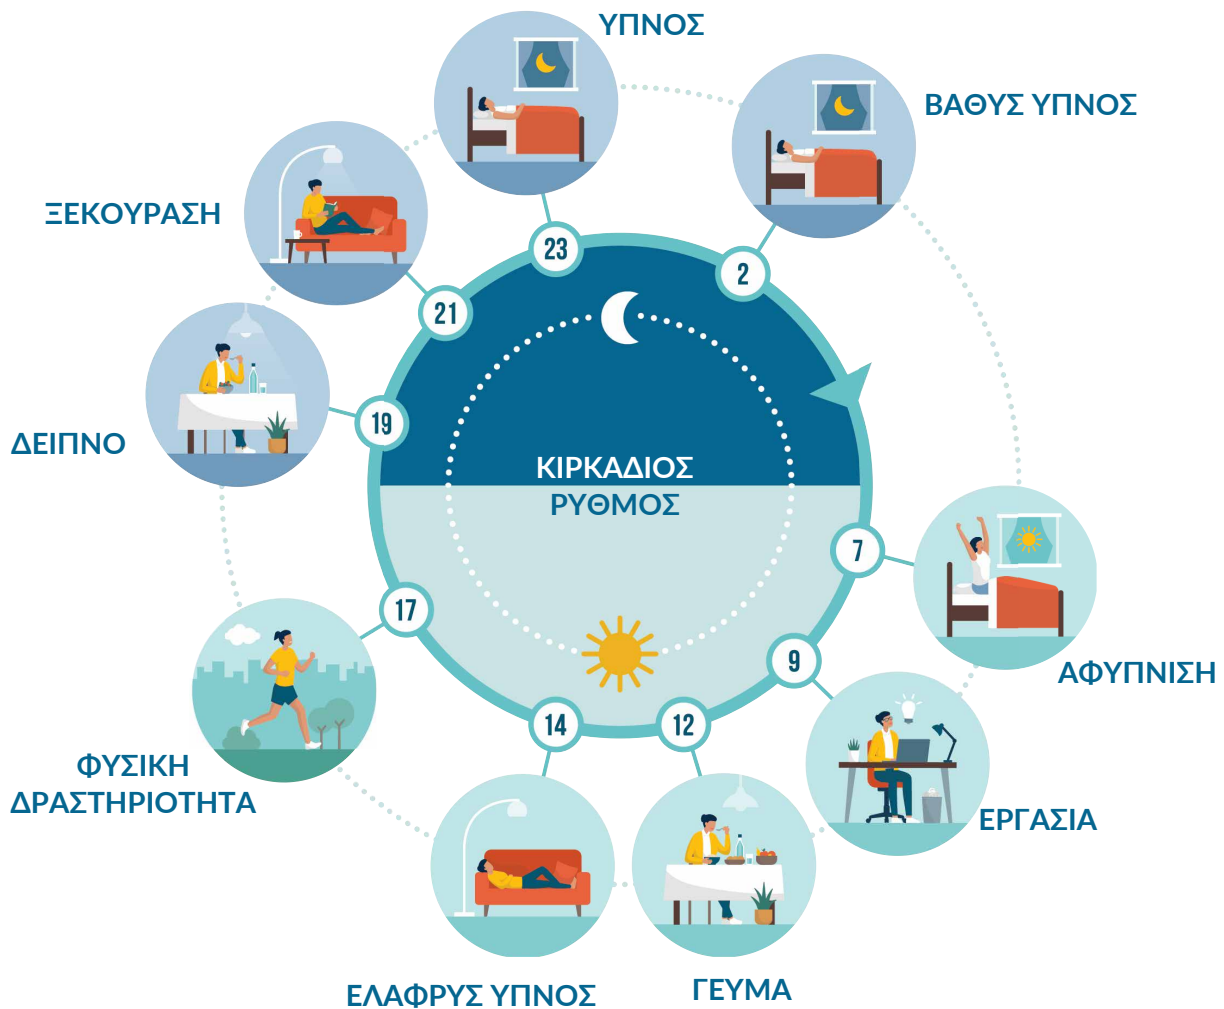 ΥΠΝΟΣ
ΒΑΘΥΣ ΥΠΝΟΣ
ΞΕΚΟΥΡΑΣΗ
23
2
21
19
ΔΕΙΠΝΟ
ΚΙΡΚΑΔΙΟΣ
ΡΥΘΜΟΣ
7
17
9
ΑΦΥΠΝΙΣΗ
14
12
ΦΥΣΙΚΗ
ΔΡΑΣΤΗΡΙΟΤΗΤΑ
ΕΡΓΑΣΙΑ
ΕΛΑΦΡΥΣ ΥΠΝΟΣ
ΓΕΥΜΑ